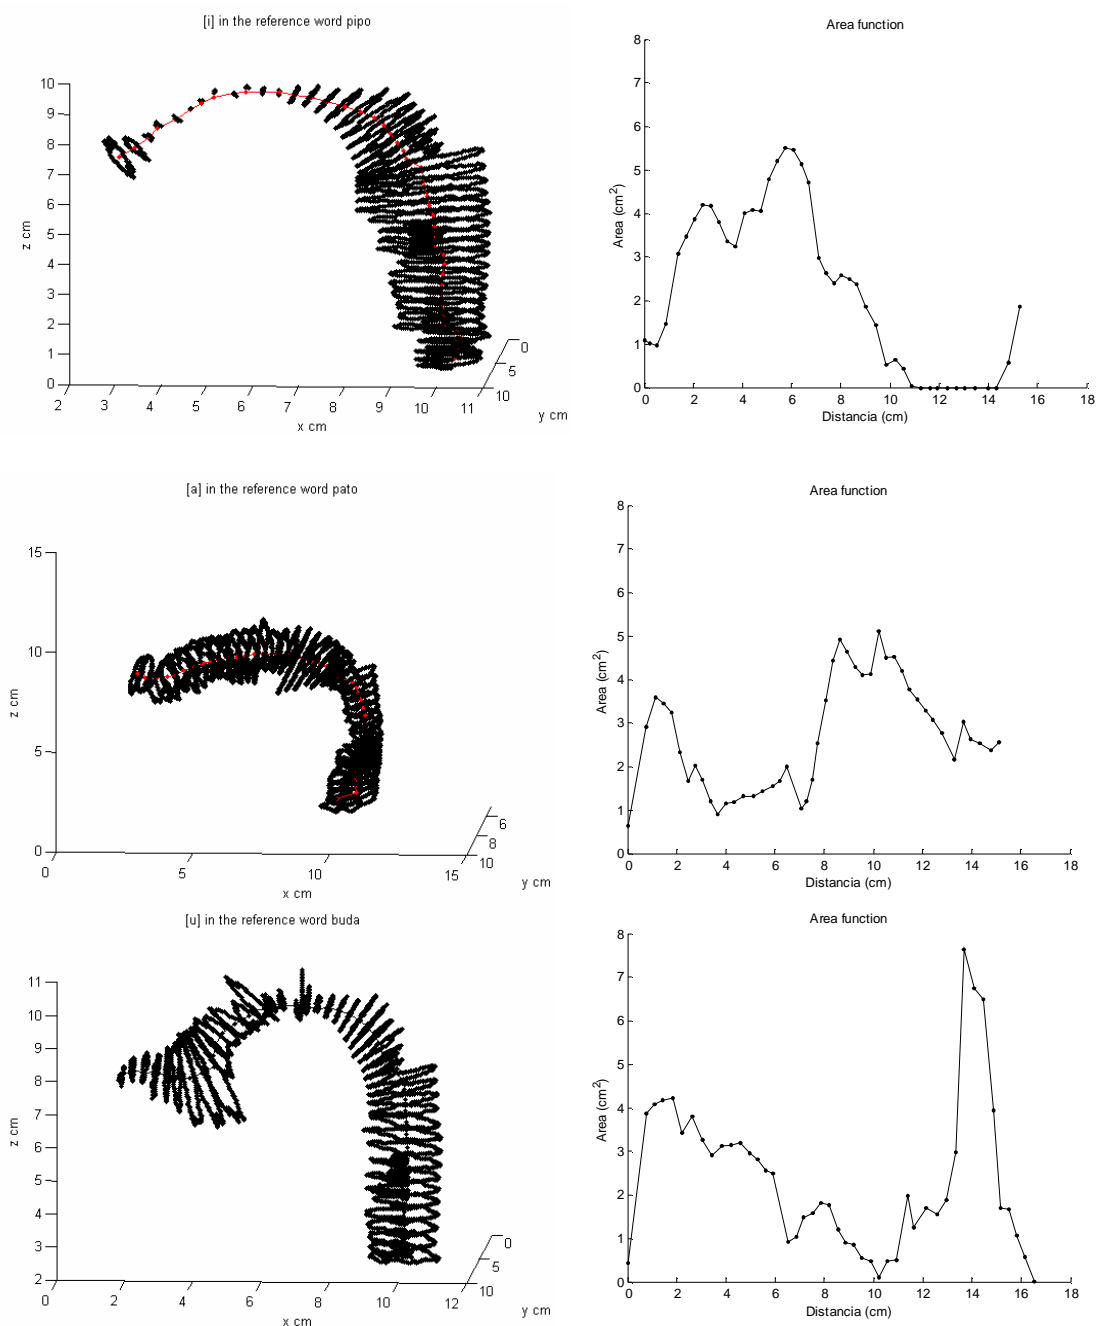 [i] in the reference word pipo
10
9
8
7
6
5
4
3
2
1
0
z cm
2 3 4 5 6 7 8 9 10 11
x cm
0
5
10
y cm
Area function
8
7
6
5
4
3
2
1
0
Area (cm2)
0 2 4 6 8 10 12 14 16 18
Distancia (cm)
[a] in the reference word pato
15
10
5
0
z cm
0 5 10 15
x cm
6
8
10
y cm
Area function
8
7
6
5
4
3
2
1
0
Area (cm2)
0 2 4 6 8 10 12 14 16 18
Distancia (cm)
[u] in the reference word buda
11
10
9
8
7
6
5
4
3
2
z cm
0 2 4 6 8 10 12
x cm
0
5
10
y cm
Area function
8
7
6
5
4
3
2
1
0
Area (cm2)
0 2 4 6 8 10 12 14 16 18
Distancia (cm)